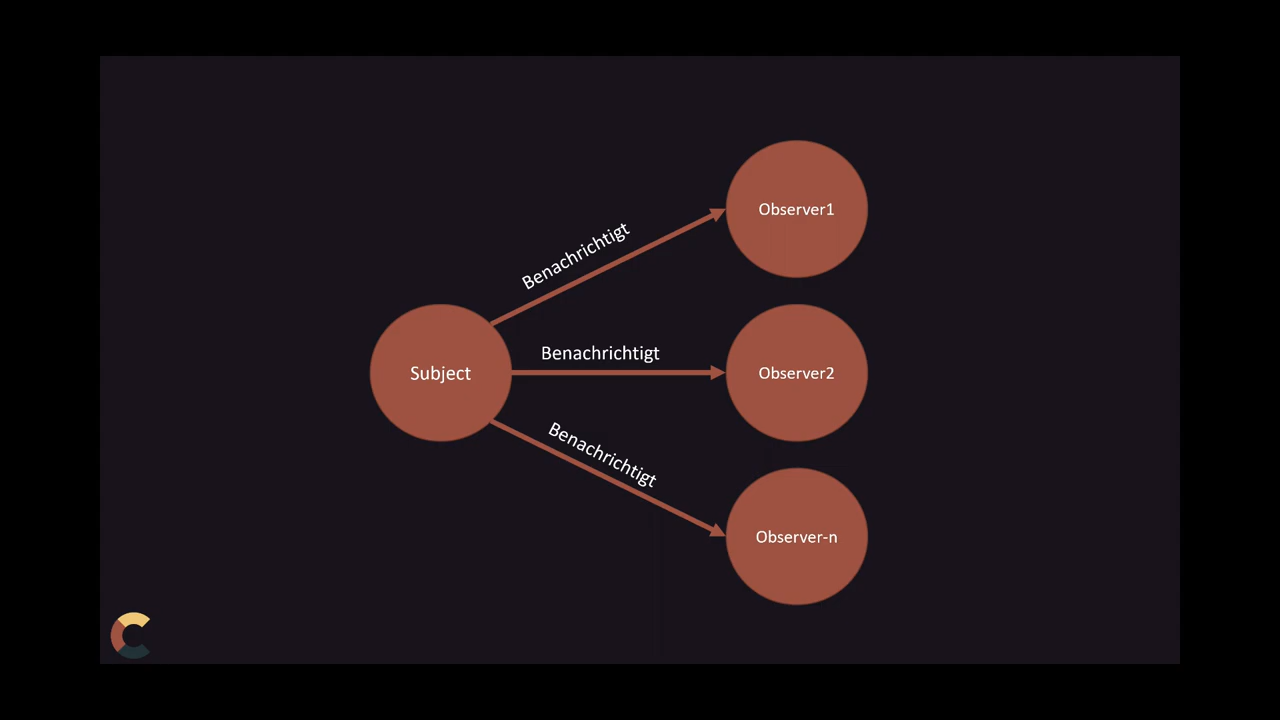 Observer1
Benachrichtigt
Subject
Benachrichtigt
Observer2
Benachrichtigt
Observer-n